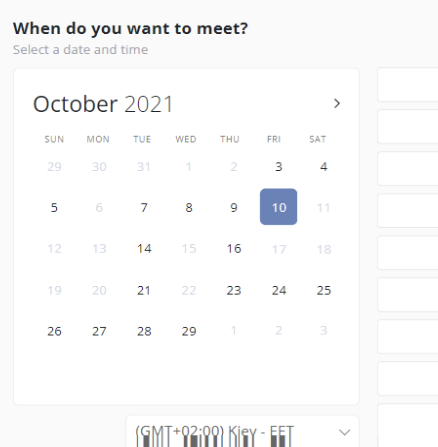 When do you want to meet?
Select a date and time
October 2021
SUN MON TUE WED THU FRI SAT
29 30 31 1 2 3 4
5 6 7 8 9 10 11
12 13 14 15 16 17 18
19 20 21 22 23 24 25
26 27 28 29 1 2 3
(GMT+02:00) Kiev - EET